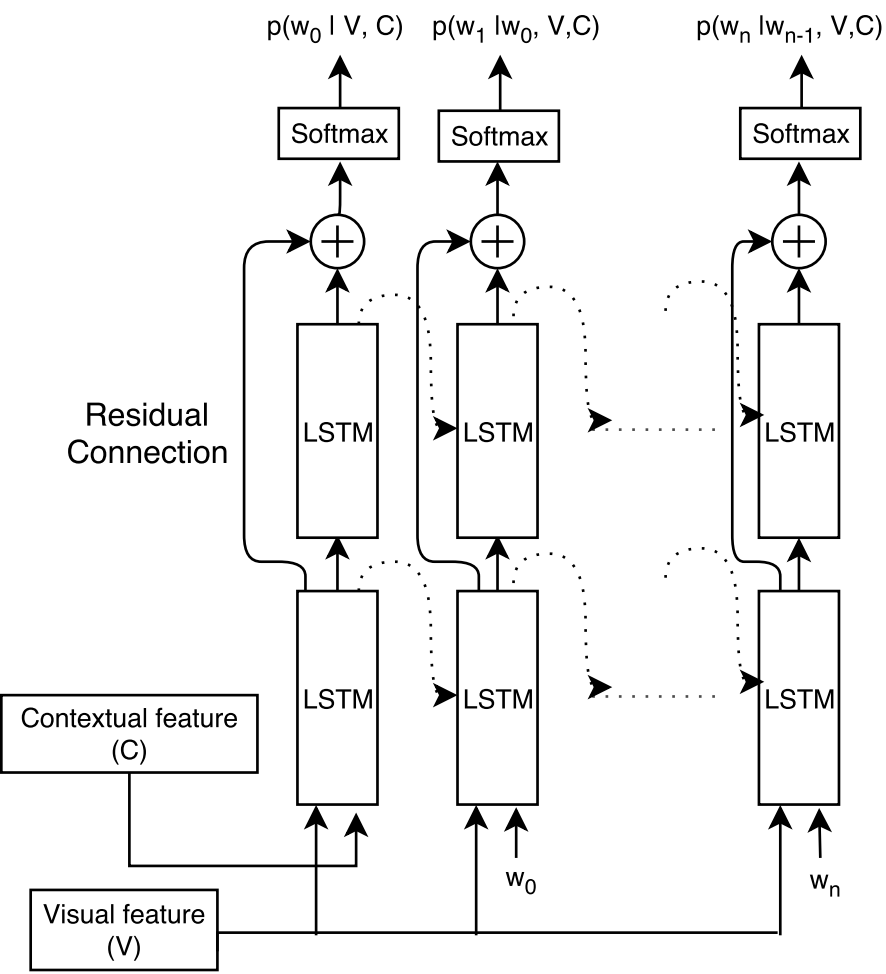 p(w0 | V, C)
p(w1 |w0, V,C)
p(wn |wn-1, V,C)
Softmax
Softmax
Softmax
Residual
Connection
LSTM
LSTM
LSTM
LSTM
LSTM
LSTM
Contextual feature
(C)
w0
wn
Visual feature
(V)